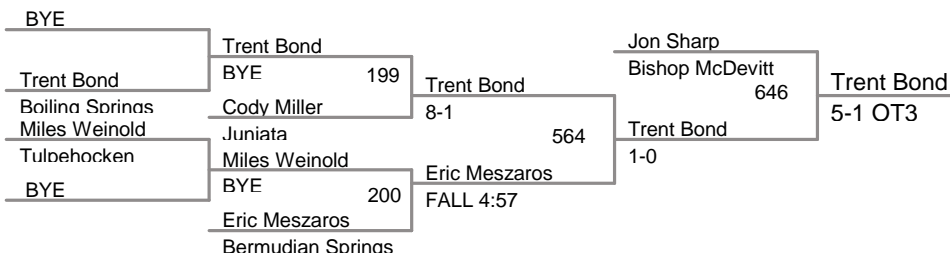 BYE
Trent Bond
Boiling Springs
Miles Weinold
Tulpehocken
BYE
Trent Bond
BYE
199
Cody Miller
Juniata
Miles Weinold
BYE
200
Eric Meszaros
Bermudian Springs
Trent Bond
8-1
564
Eric Meszaros
FALL 4:57
Jon Sharp
Bishop McDevitt
646
Trent Bond
1-0
Trent Bond
5-1 OT3